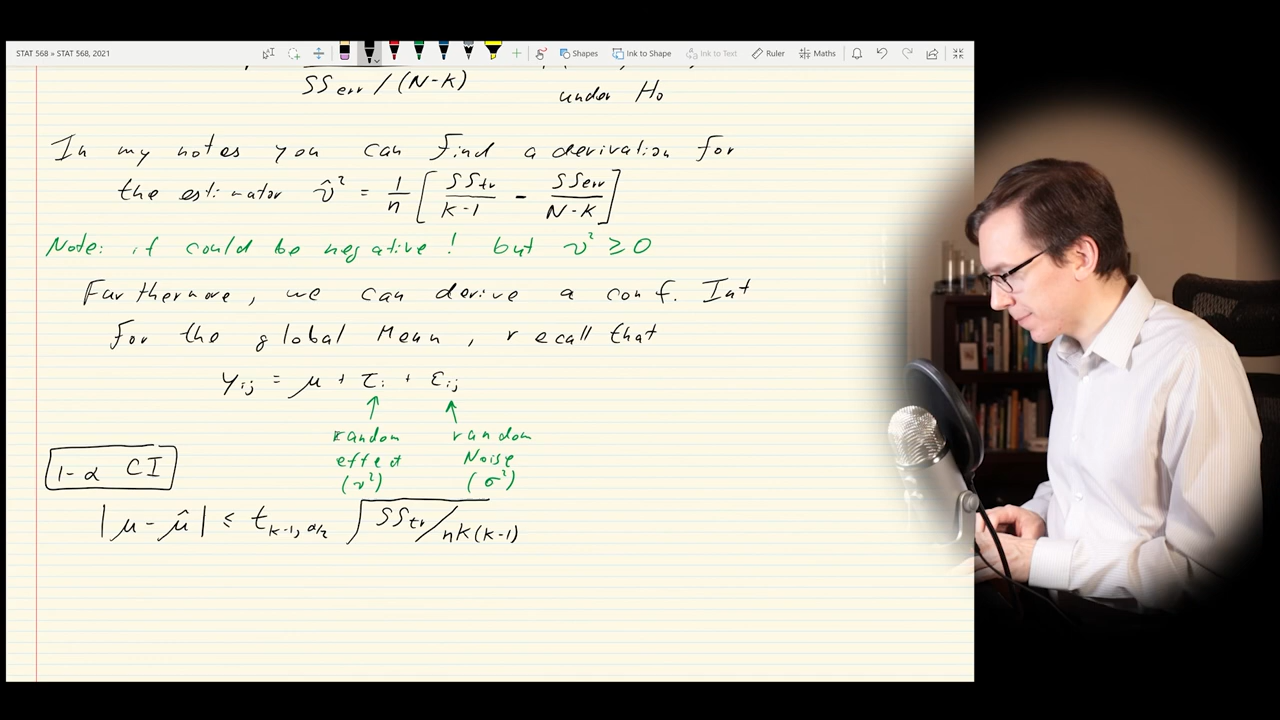 STAT 568 » STAT 568, 2021
Shapes Ink to Shape Ink to Text Ruler Maths
SSerr / (N-K)
under H₀
In my notes you can find a derivation for
the estimator ν̂² = 1/n [ SStr/(k-1) - SSerr/(N-K) ]
Note: it could be negative! but ν² ≥ 0
Furthermore, we can derive a conf. Int
For the global Mean, recall that
yij = μ + τi + εij
random random
effect Noise
(ν²) (σ²)
1-α CI
|μ - μ̂| ≤ t k-1, α/2 √ SStr / nk(k-1)